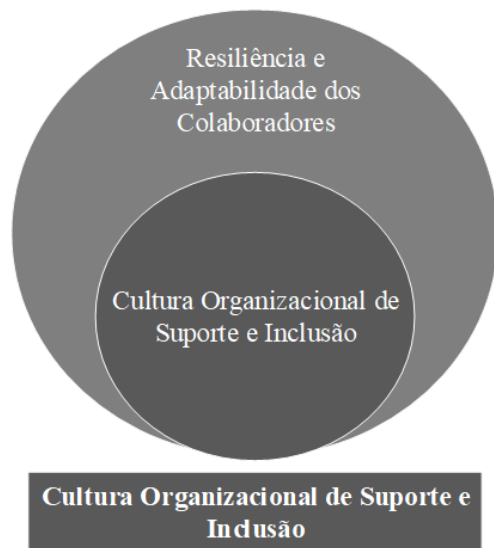 Resiliência e
Adaptabilidade dos
Colaboradores
Cultura Organizacional de
Suporte e Inclusão
Cultura Organizacional de Suporte e
Inclusão